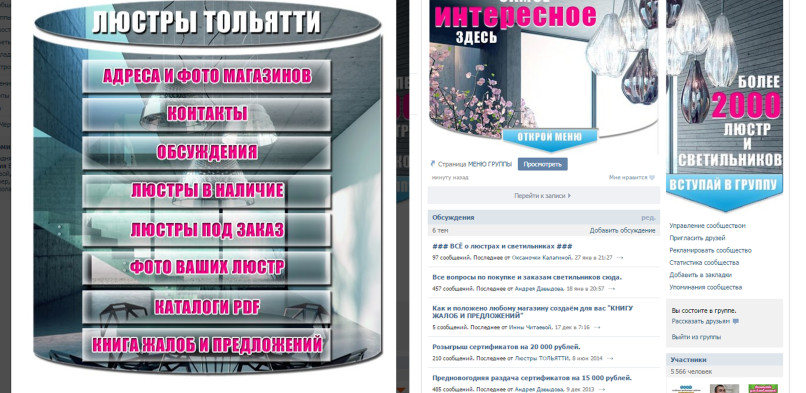 ЛЮСТРЫ ТОЛЬЯТТИ
АДРЕСА И ФОТО МАГАЗИНОВ
КОНТАКТЫ
ОБСУЖДЕНИЯ
ЛЮСТРЫ В НАЛИЧИЕ
ЛЮСТРЫ ПОД ЗАКАЗ
ФОТО ВАШИХ ЛЮСТР
КАТАЛОГИ PDF
КНИГА ЖАЛОБ И ПРЕДЛОЖЕНИЙ
интересное
ЗДЕСЬ
ОТКРОЙ МЕНЮ
Страница МЕНЮ ГРУППЫ Просмотреть
минуту назад Мне нравится
Перейти к записи
Обсуждения ред.
6 тем Добавить обсуждение
### ВСЁ о люстрах и светильниках ###
97 сообщений. Последнее от Оксаночки Калагиной, 27 янв в 21:27 →
Все вопросы по покупке и заказам светильников сюда.
457 сообщений. Последнее от Андрея Давыдова, 18 янв в 20:57 →
Как и положено любому магазину создаём для вас "КНИГУ
ЖАЛОБ И ПРЕДЛОЖЕНИЙ"
5 сообщений. Последнее от Инны Читаевой, 17 дек в 7:16 →
Розыгрыш сертификатов на 20 000 рублей.
210 сообщений. Последнее от Люстры ТОЛЬЯТТИ, 8 июн 2014 →
Предновогодняя раздача сертификатов на 15 000 рублей.
485 сообщений. Последнее от Андрея Давыдова, 9 дек 2013 →
БОЛЕЕ
2000
ЛЮСТР
И
СВЕТИЛЬНИКОВ
ВСТУПАЙ В ГРУППУ
Управление сообществом
Пригласить друзей
Рекламировать сообщество
Статистика сообщества
Добавить в закладки
Упоминания сообщества
Вы состоите в группе.
Рассказать друзьям
Выйти из группы
Участники
5 566 человек